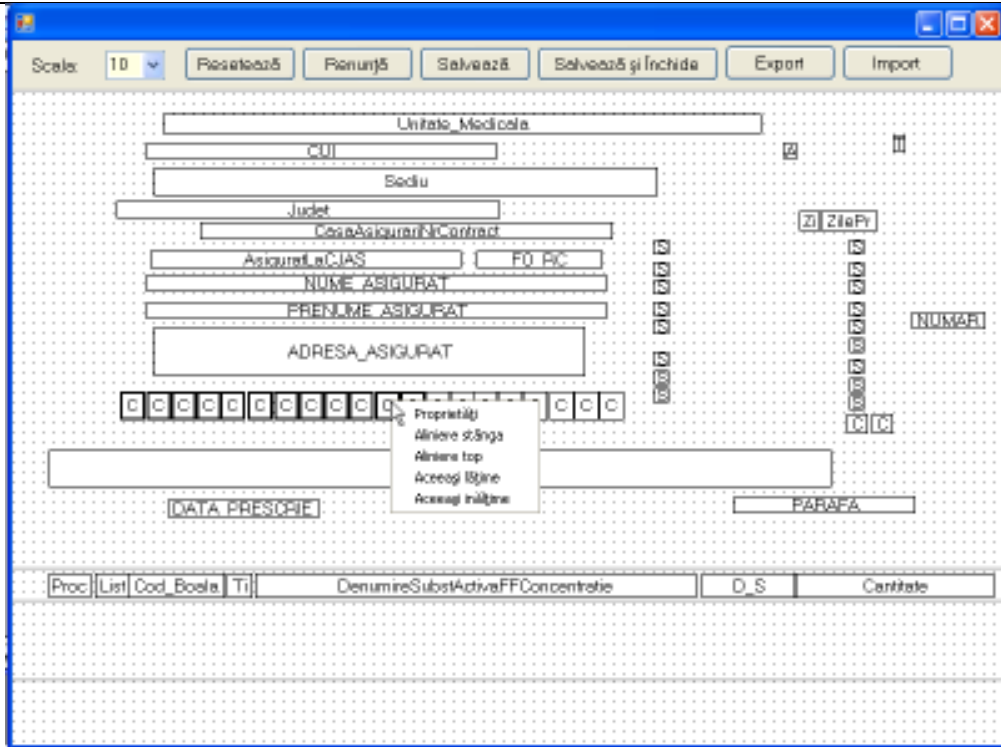 Scala: 10 Resetează Renunţă Salvează Salvează şi Închide Export Import
Unitate_Medicala
CUI A
Sediu
Judet Zi ZilePr
CasaAsigurariNrContract
AsiguratLaCJAS FO_RC S S
S S
NUME_ASIGURAT S S
PRENUME_ASIGURAT S S
S S NUMAR
S
ADRESA_ASIGURAT S S
S S
S S
C C C C C C C C C C C C C C
C C
Proprietăţi
Aliniere stânga
Aliniere top
Aceeaşi lăţime
Aceeaşi inălţime
DATA_PRESCRIE PARAFA
Proc List Cod_Boala Ti DenumireSubstActivaFFConcentratie D_S Cantitate